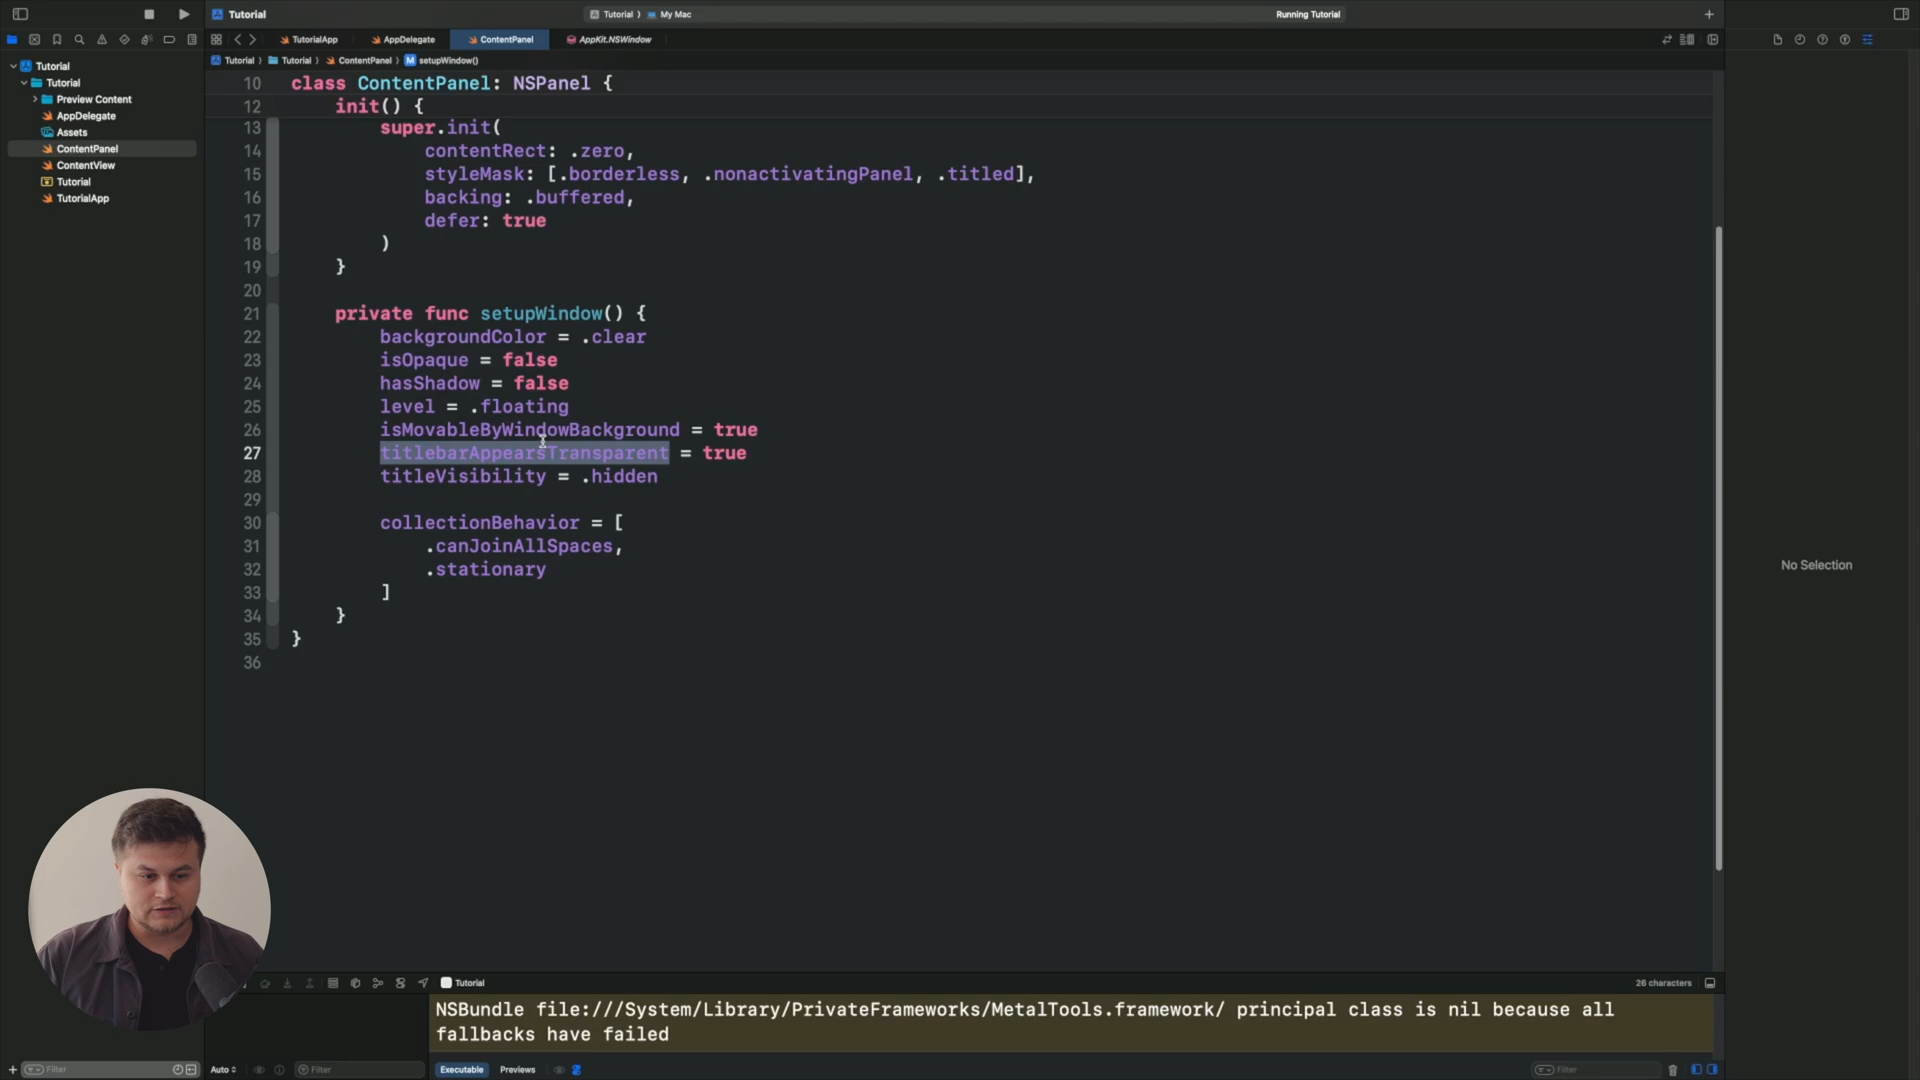 Tutorial
Tutorial 〉 My Mac
Running Tutorial
TutorialApp
AppDelegate
ContentPanel
AppKit.NSWindow
Tutorial 〉 Tutorial 〉 ContentPanel 〉 M setupWindow()
Tutorial
Tutorial
Preview Content
AppDelegate
Assets
ContentPanel
ContentView
Tutorial
TutorialApp
10 class ContentPanel: NSPanel {
12 init() {
13 super.init(
14 contentRect: .zero,
15 styleMask: [.borderless, .nonactivatingPanel, .titled],
16 backing: .buffered,
17 defer: true
18 )
19 }
20
21 private func setupWindow() {
22 backgroundColor = .clear
23 isOpaque = false
24 hasShadow = false
25 level = .floating
26 isMovableByWindowBackground = true
27 titlebarAppearsTransparent = true
28 titleVisibility = .hidden
29
30 collectionBehavior = [
31 .canJoinAllSpaces,
32 .stationary
33 ]
34 }
35 }
36
No Selection
Tutorial
26 characters
NSBundle file:///System/Library/PrivateFrameworks/MetalTools.framework/ principal class is nil because all
fallbacks have failed
Filter
Auto
Filter
Executable
Previews
Filter